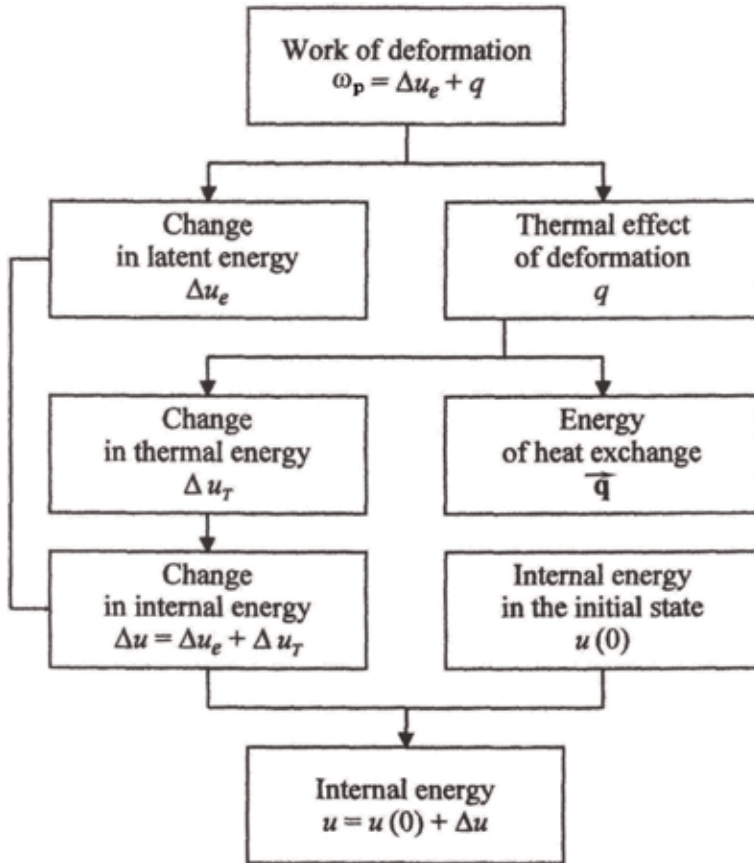 Work of deformation
ωp = Δue + q
Change
in latent energy
Δue
Thermal effect
of deformation
q
Change
in thermal energy
Δ uT
Energy
of heat exchange
q⃗
Change
in internal energy
Δu = Δue + Δ uT
Internal energy
in the initial state
u (0)
Internal energy
u = u (0) + Δu